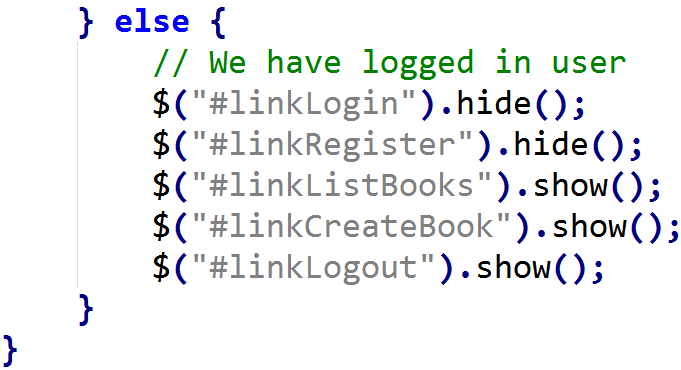 } else {
// We have logged in user
$("#linkLogin").hide();
$("#linkRegister").hide();
$("#linkListBooks").show();
$("#linkCreateBook").show();
$("#linkLogout").show();
}
}